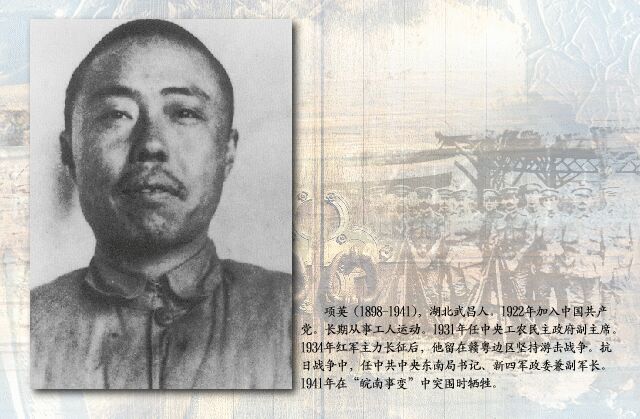 项英（1898-1941），湖北武昌人。1922年加入中国共产
党。长期从事工人运动。1931年任中央工农民主政府副主席。
1934年红军主力长征后，他留在赣粤边区坚持游击战争。抗
日战争中，任中共中央东南局书记、新四军政委兼副军长。
1941年在“皖南事变”中突围时牺牲。